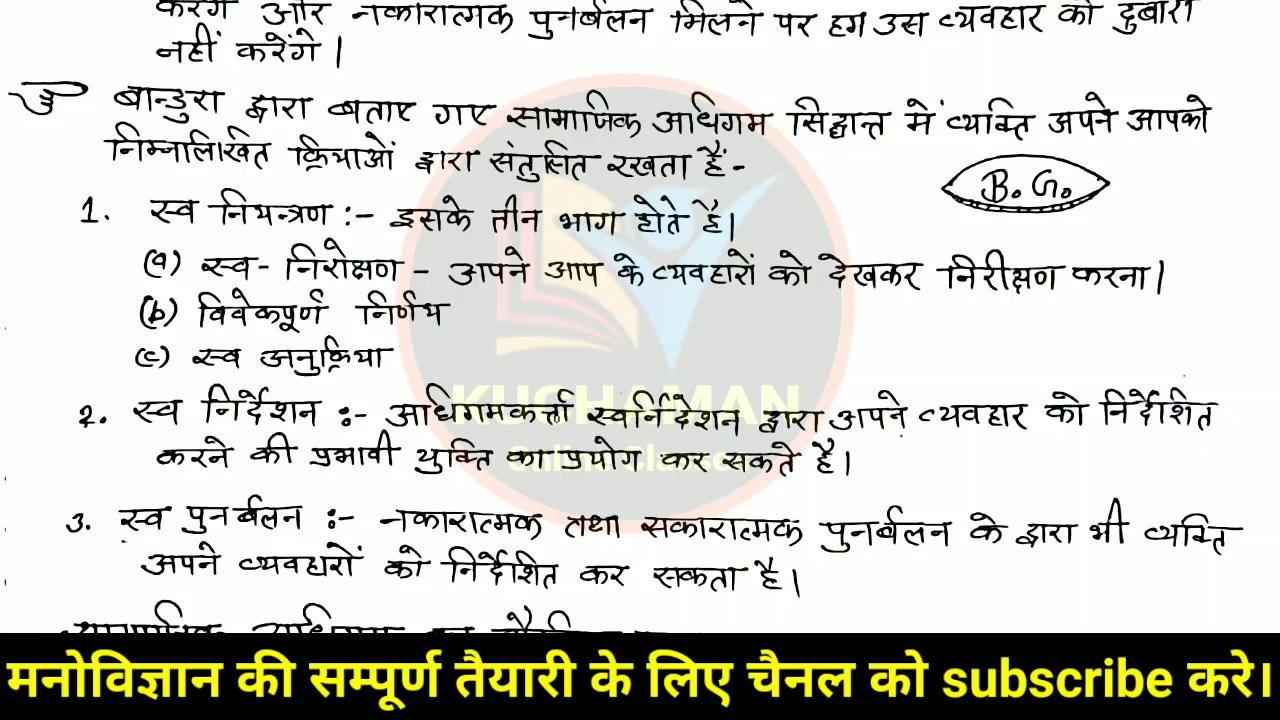 करेंगे और नकारात्मक पुनर्बलन मिलने पर हम उस व्यवहार को दुबारा
नहीं करेंगे।
बान्डुरा द्वारा बताए गए सामाजिक अधिगम सिद्धान्त में व्यक्ति अपने आपको
निम्नलिखित क्रियाओं द्वारा संतुलित रखता हैं -
B. G.
1. स्व नियन्त्रण :- इसके तीन भाग होते है।
(a) स्व - निरीक्षण - अपने आप के व्यवहारों को देखकर निरीक्षण करना।
(b) विवेकपूर्ण निर्णय
(c) स्व अनुक्रिया
KUCHAMAN
2. स्व निर्देशन :- अधिगमकर्त्ता स्वनिर्देशन द्वारा अपने व्यवहार को निर्देशित
करने की प्रभावी युक्ति का प्रयोग कर सकते है।
Online Classes
3. स्व पुनर्बलन :- नकारात्मक तथा सकारात्मक पुनर्बलन के द्वारा भी व्यक्ति
अपने व्यवहारों को निर्देशित कर सकता है।
मनोविज्ञान की सम्पूर्ण तैयारी के लिए चैनल को subscribe करे।